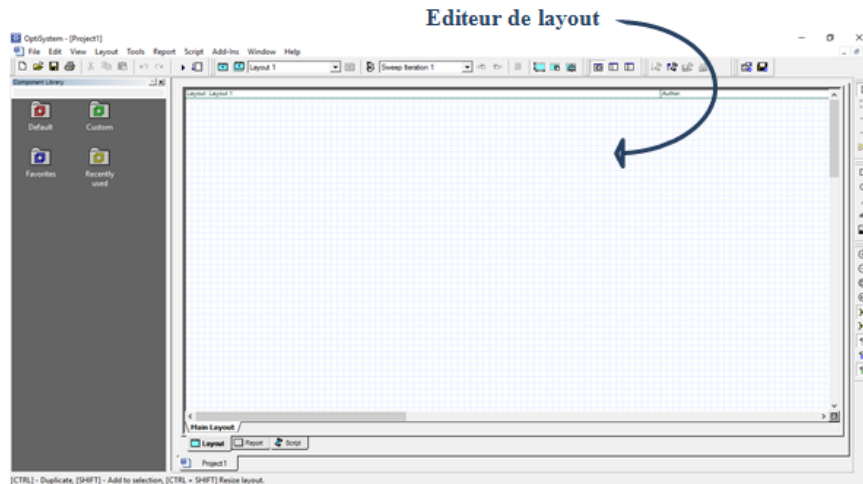 Editeur de layout
OptiSystem - [Project1]
File Edit View Layout Tools Report Script Add-Ins Window Help
Layout 1 Sweep Iteration 1
Component Library
Layout: Layout 1 Author:
Default Custom
Favorites Recently used
Main Layout
Layout Report Script
Project1
[CTRL] - Duplicate, [SHIFT] - Add to selection, [CTRL + SHIFT] Resize layout.